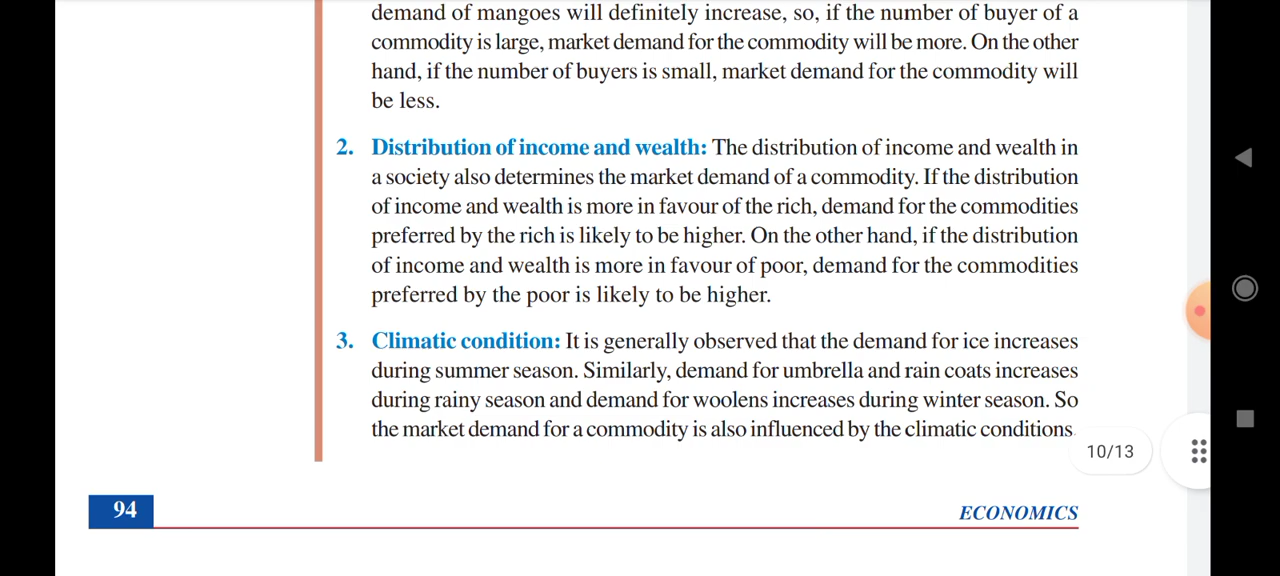 demand of mangoes will definitely increase, so, if the number of buyer of a
commodity is large, market demand for the commodity will be more. On the other
hand, if the number of buyers is small, market demand for the commodity will
be less.
2. Distribution of income and wealth: The distribution of income and wealth in
a society also determines the market demand of a commodity. If the distribution
of income and wealth is more in favour of the rich, demand for the commodities
preferred by the rich is likely to be higher. On the other hand, if the distribution
of income and wealth is more in favour of poor, demand for the commodities
preferred by the poor is likely to be higher.
3. Climatic condition: It is generally observed that the demand for ice increases
during summer season. Similarly, demand for umbrella and rain coats increases
during rainy season and demand for woolens increases during winter season. So
the market demand for a commodity is also influenced by the climatic conditions.
10/13
94 ECONOMICS